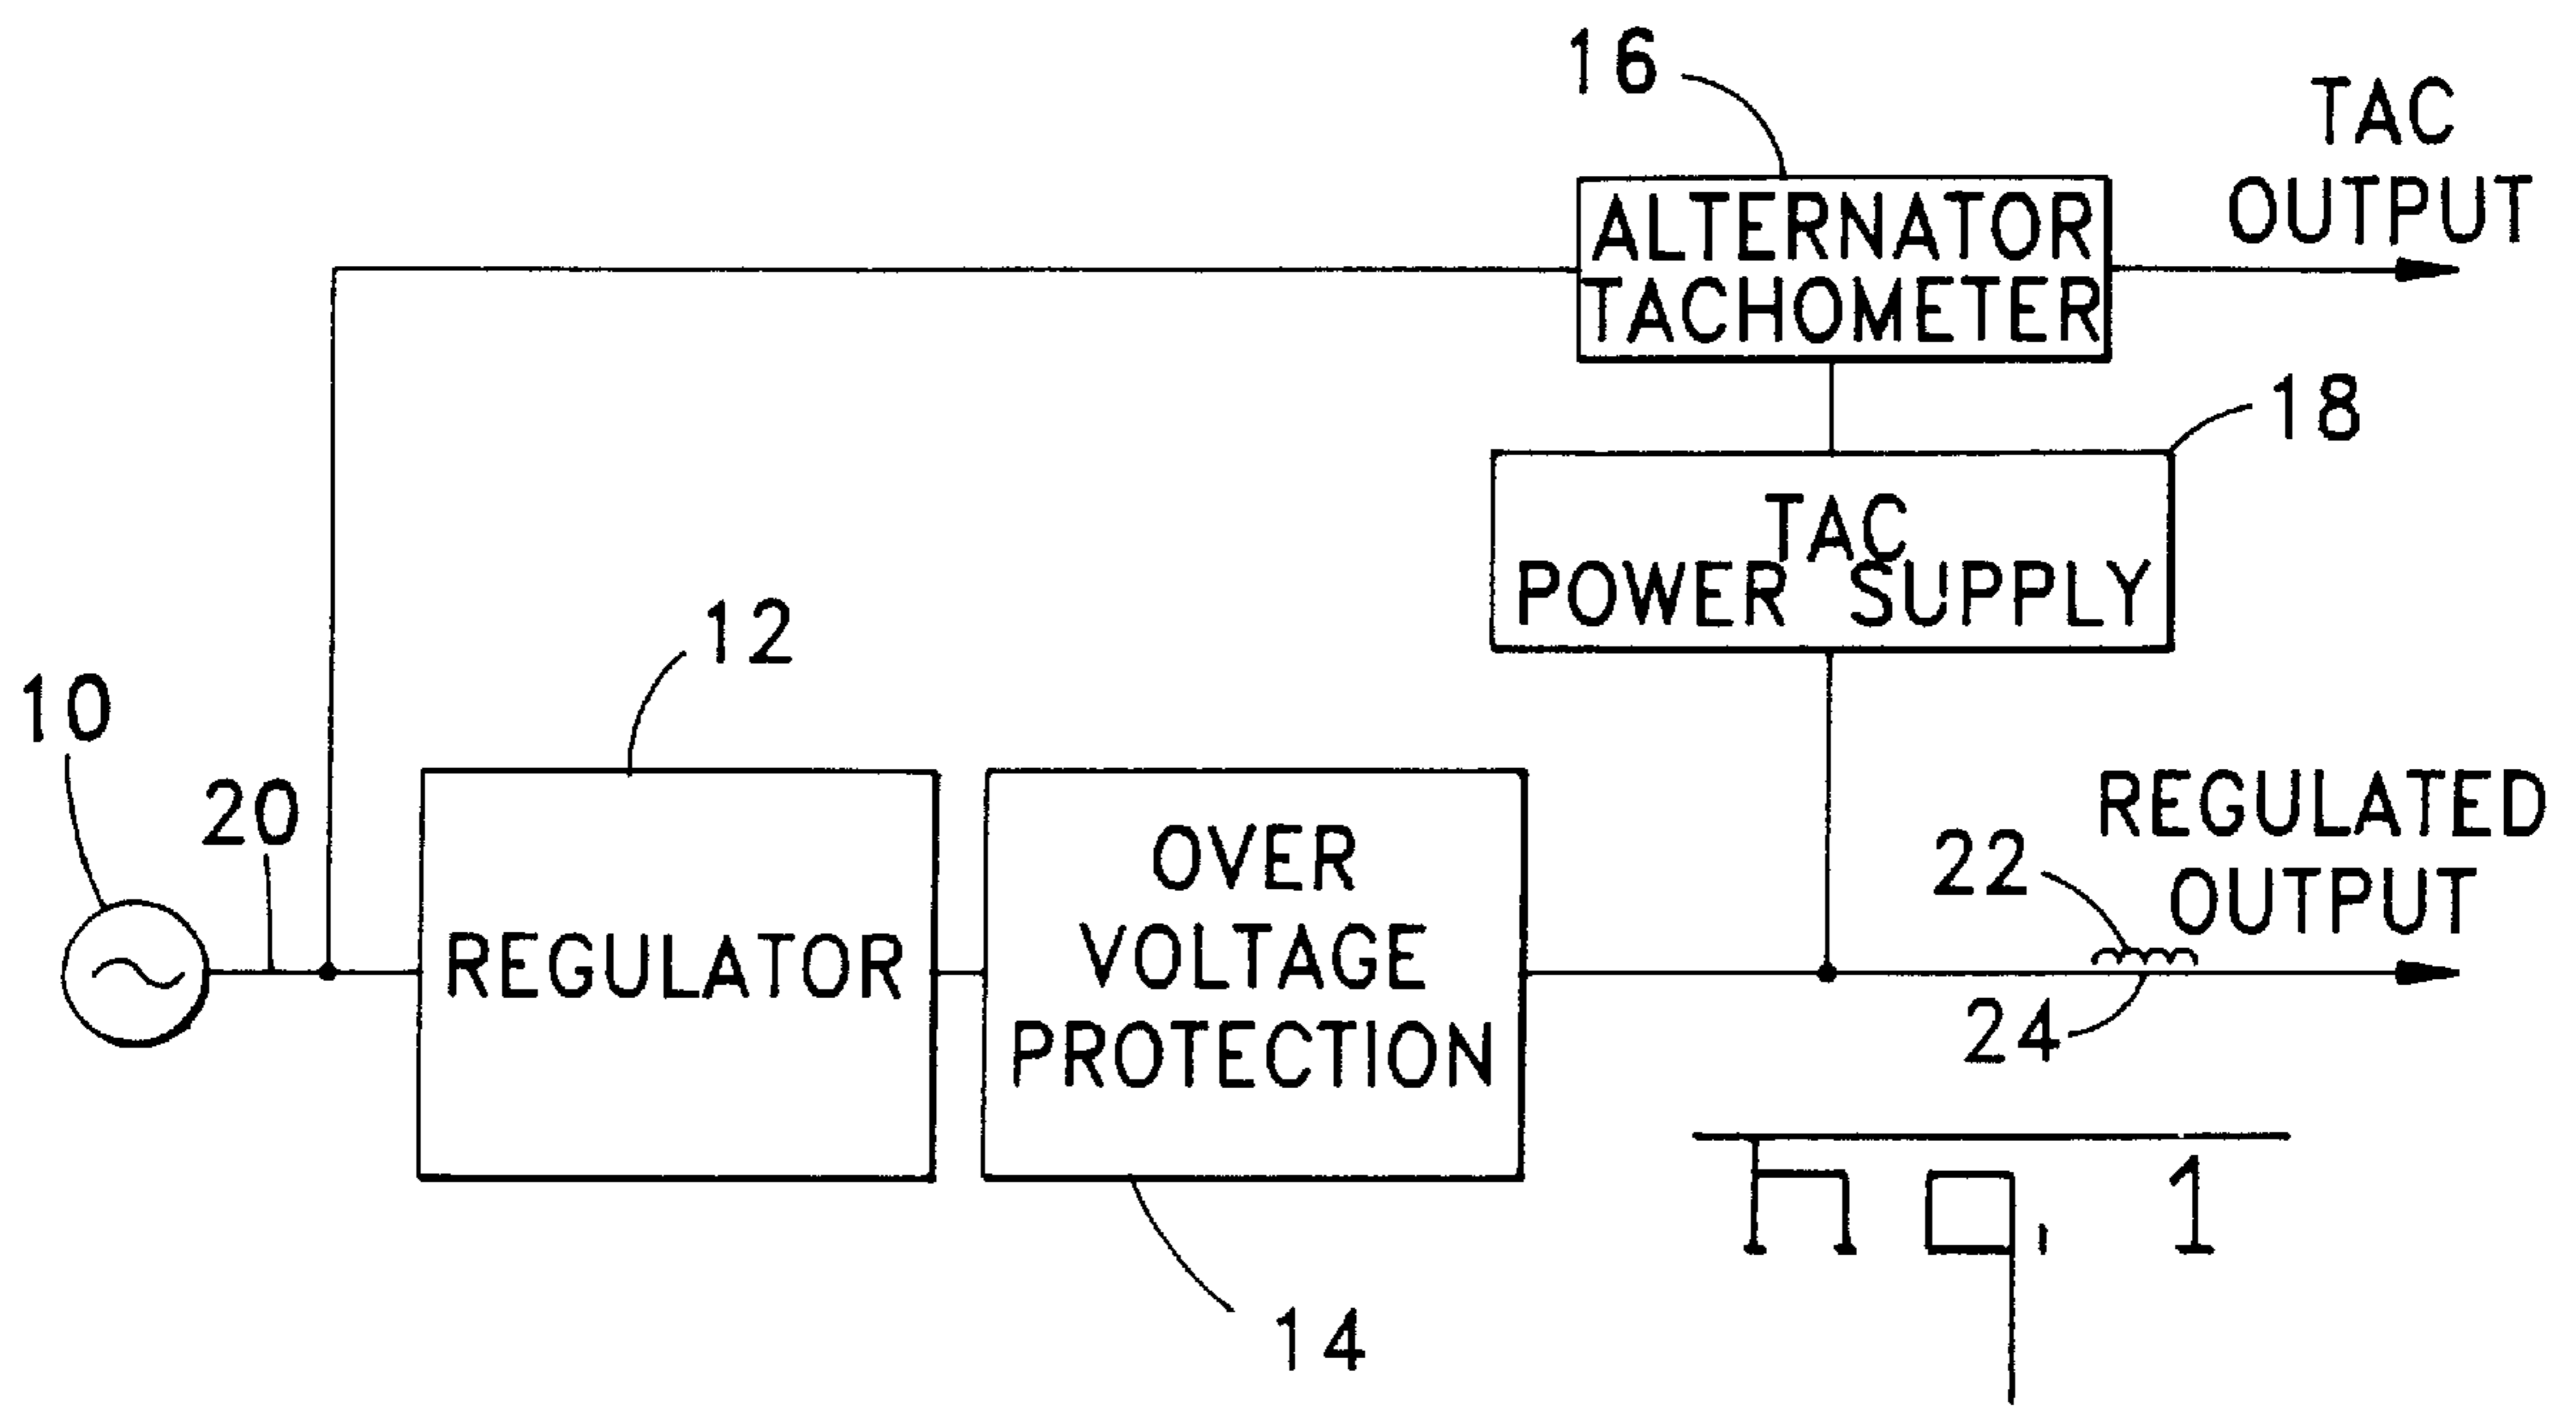 16
TAC
OUTPUT
ALTERNATOR
TACHOMETER
18
TAC
POWER SUPPLY
12
10
20
REGULATOR
OVER
VOLTAGE
PROTECTION
REGULATED
OUTPUT
22
24
14
1